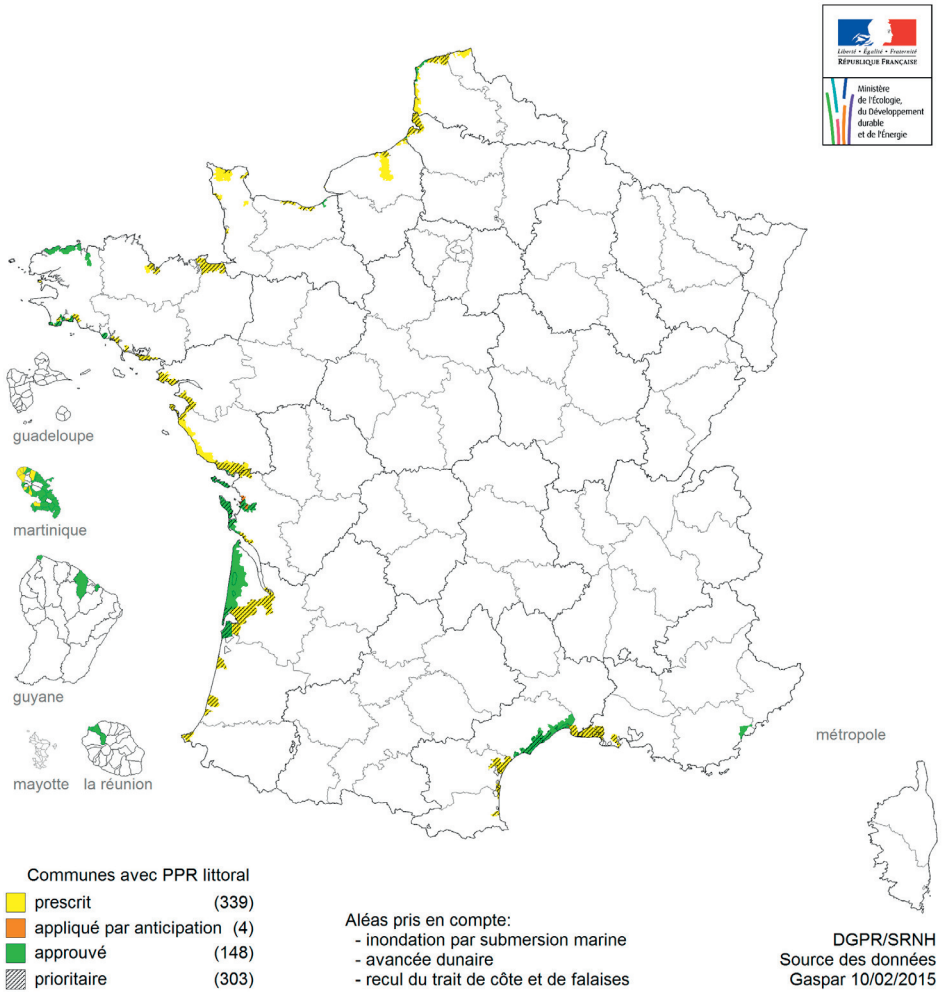 Liberté • Égalité • Fraternité
RÉPUBLIQUE FRANÇAISE
Ministère
de l'Écologie,
du Développement
durable
et de l'Énergie
guadeloupe
martinique
guyane
mayotte
la réunion
métropole
Communes avec PPR littoral
prescrit (339)
appliqué par anticipation (4)
approuvé (148)
prioritaire (303)
Aléas pris en compte:
- inondation par submersion marine
- avancée dunaire
- recul du trait de côte et de falaises
DGPR/SRNH
Source des données
Gaspar 10/02/2015